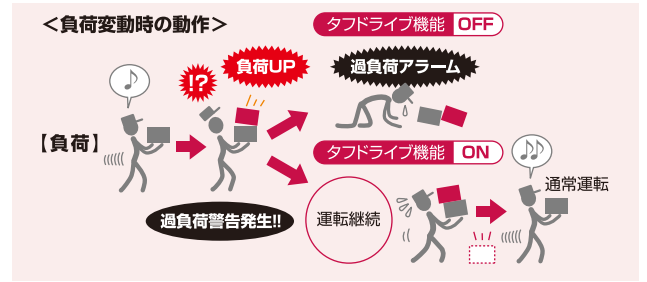 ＜負荷変動時の動作＞
タフドライブ機能 OFF
!?
負荷UP
過負荷アラーム
【負荷】
タフドライブ機能 ON
通常運転
過負荷警告発生!!
運転継続